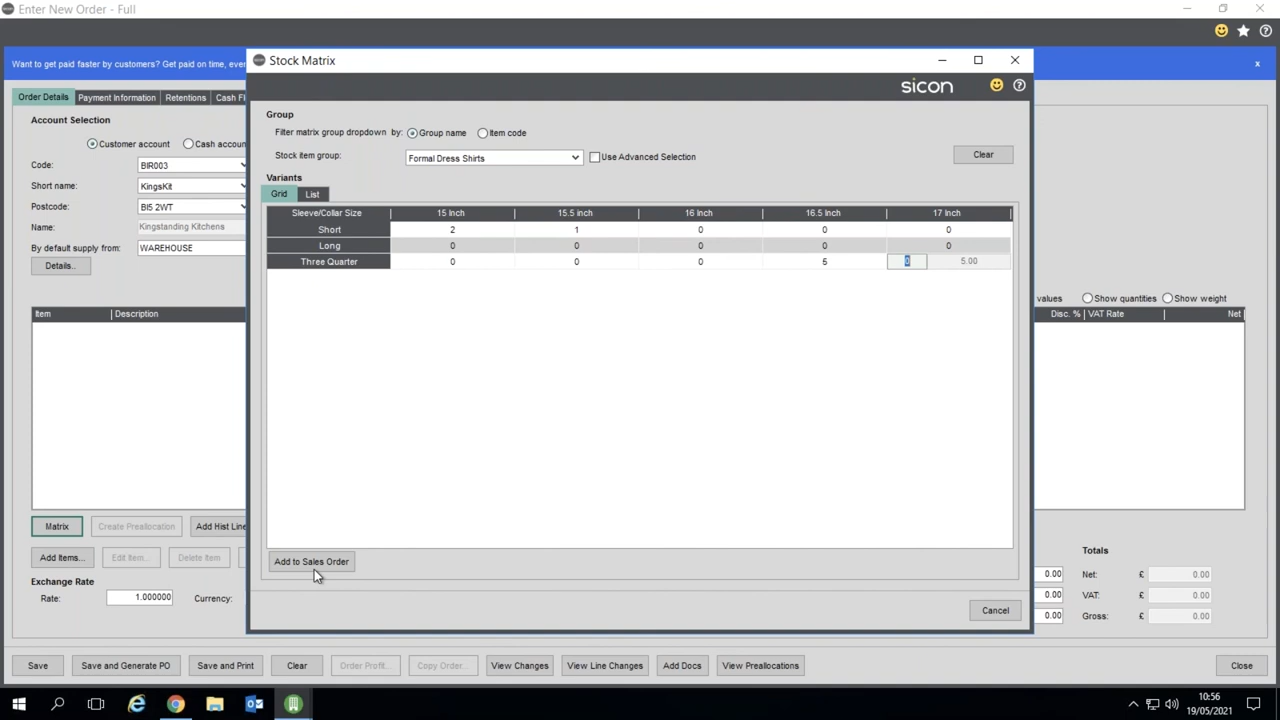 Enter New Order - Full
Want to get paid faster by customers? Get paid on time, eve
x
Stock Matrix
sicon
Order Details
Payment Information
Retentions
Cash Fl
Account Selection
Customer account
Cash accoun
Code:
BIR003
Short name:
KingsKit
Postcode:
BI5 2WT
Name:
Kingstanding Kitchens
By default supply from:
WAREHOUSE
Details..
Group
Filter matrix group dropdown by:
Group name
Item code
Stock item group:
Formal Dress Shirts
Use Advanced Selection
Clear
Variants
Grid
List
Sleeve/Collar Size
15 Inch
15.5 Inch
16 Inch
16.5 Inch
17 Inch
Short 2 1 0 0 0
Long 0 0 0 0 0
Three Quarter 0 0 0 5 0 5.00
values
Show quantities
Show weight
Item
Description
Disc. %
VAT Rate
Net
Matrix
Create Preallocation
Add Hist Line
Add to Sales Order
Add Items...
Edit Item...
Delete Item
Exchange Rate
Rate:
1.000000
Currency:
Totals
0.00 Net: £ 0.00
0.00 VAT: £ 0.00
0.00 Gross: £ 0.00
Cancel
Save
Save and Generate PO
Save and Print
Clear
Order Profit...
Copy Order...
View Changes
View Line Changes
Add Docs
View Preallocations
Close
10:56
19/05/2021